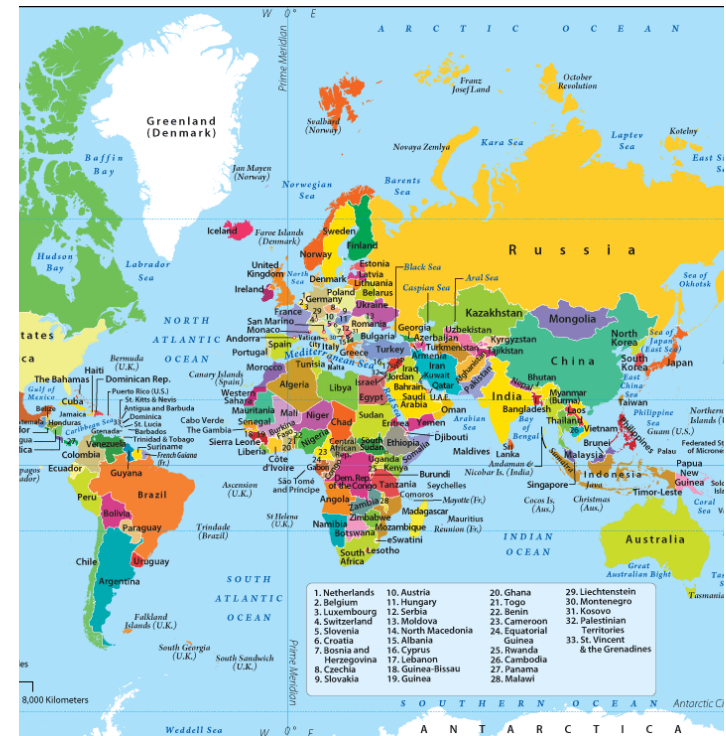 W 0° E
A R C T I C O C E A N
Prime Meridian
Greenland
(Denmark)
Svalbard
(Norway)
Franz
Josef Land
October
Revolution
Novaya Zemlya
Kara Sea
Laptev
Sea
Kotelny
East Si
Baffin
Bay
Jan Mayen
(Norway)
Norwegian
Sea
Barents
Sea
Iceland
Faroe Islands
(Denmark)
Sweden
Finland
Norway
R u s s i a
Hudson
Bay
Labrador
Sea
Sea of
Okhotsk
United
Kingdom
North
Sea
Ireland
Denmark
Estonia
Latvia
Lithuania
Belarus
Poland
Germany
Ukraine
Black Sea
Caspian Sea
Aral Sea
Kazakhstan
Mongolia
France
San Marino
Monaco
Andorra
Vatican City
Italy
Spain
Portugal
Romania
Bulgaria
Greece
Turkey
Malta
Mediterranean Sea
Georgia
Azerbaijan
Armenia
Uzbekistan
Turkmenistan
Kyrgyzstan
Tajikistan
Afghanistan
Pakistan
Nepal
China
North
Korea
South
Korea
Sea of
Japan
(East Sea)
Japan
East
China
Sea
Taiwan
NORTH
ATLANTIC
OCEAN
tates
ca
Bermuda
(U.K.)
Haiti
The Bahamas
Dominican Rep.
Cuba
Puerto Rico (U.S.)
St. Kitts & Nevis
Antigua and Barbuda
Dominica
St. Lucia
Barbados
Grenada
Trinidad & Tobago
Gulf of
Mexico
Belize
Jamaica
Honduras
Caribbean Sea
Venezuela
Suriname
French Guiana
(Fr.)
Colombia
Guyana
Ecuador
Peru
Brazil
Bolivia
Paraguay
Chile
Uruguay
Argentina
Canary Islands
(Spain)
Morocco
Western
Sahara
Tunisia
Algeria
Libya
Egypt
Israel
Jordan
Iraq
Iran
Kuwait
Bahrain
Qatar
Saudi
Arabia
U.A.E.
Oman
Yemen
Cabo Verde
Mauritania
Senegal
The Gambia
Mali
Niger
Chad
Sudan
Eritrea
Burkina
Faso
Nigeria
Sierra Leone
Liberia
Côte
d'Ivoire
Central
African
Rep.
South
Sudan
Ethiopia
Djibouti
Somalia
Gabon
Congo
Uganda
Kenya
São Tomé
and Príncipe
Dem. Rep.
of the Congo
Burundi
Tanzania
Seychelles
Comoros
Mayotte (Fr.)
Angola
Zambia
Madagascar
Mauritius
Reunion (Fr.)
Zimbabwe
Mozambique
Namibia
Botswana
eSwatini
South
Africa
Lesotho
Ascension
(U.K.)
St Helena
(U.K.)
Trindade
(Brazil)
India
Bhutan
Bangladesh
Myanmar
(Burma)
Laos
Thailand
Vietnam
Arabian
Sea
Bay
of
Bengal
Maldives
Sri
Lanka
Andaman &
Nicobar Is. (India)
Singapore
Malaysia
Brunei
Philippines
Philippine
Sea
Guam (U.S.)
Northern
Islands (U
Palau
Federated St
of Microne
Sumatra
Indonesia
Java
Timor-Leste
Papua
New
Guinea
Cocos Is.
(Aus.)
Christmas
(Aus.)
Coral
Australia
Great
Australian Bight
Tasmania
INDIAN
OCEAN
SOUTH
ATLANTIC
OCEAN
Falkland
Islands (U.K.)
South Georgia
(U.K.)
South Sandwich
(U.K.)
1. Netherlands
2. Belgium
3. Luxembourg
4. Switzerland
5. Slovenia
6. Croatia
7. Bosnia and
Herzegovina
8. Czechia
9. Slovakia
10. Austria
11. Hungary
12. Serbia
13. Moldova
14. North Macedonia
15. Albania
16. Cyprus
17. Lebanon
18. Guinea-Bissau
19. Guinea
20. Ghana
21. Togo
22. Benin
23. Cameroon
24. Equatorial
Guinea
25. Rwanda
26. Cambodia
27. Panama
28. Malawi
29. Liechtenstein
30. Montenegro
31. Kosovo
32. Palestinian
Territories
33. St. Vincent
& the Grenadines
Prime Meridian
8,000 Kilometers
SOUTHERN OCEAN
Antarctic Ci
Weddell Sea
W 0° E
A N T A R C T I C A